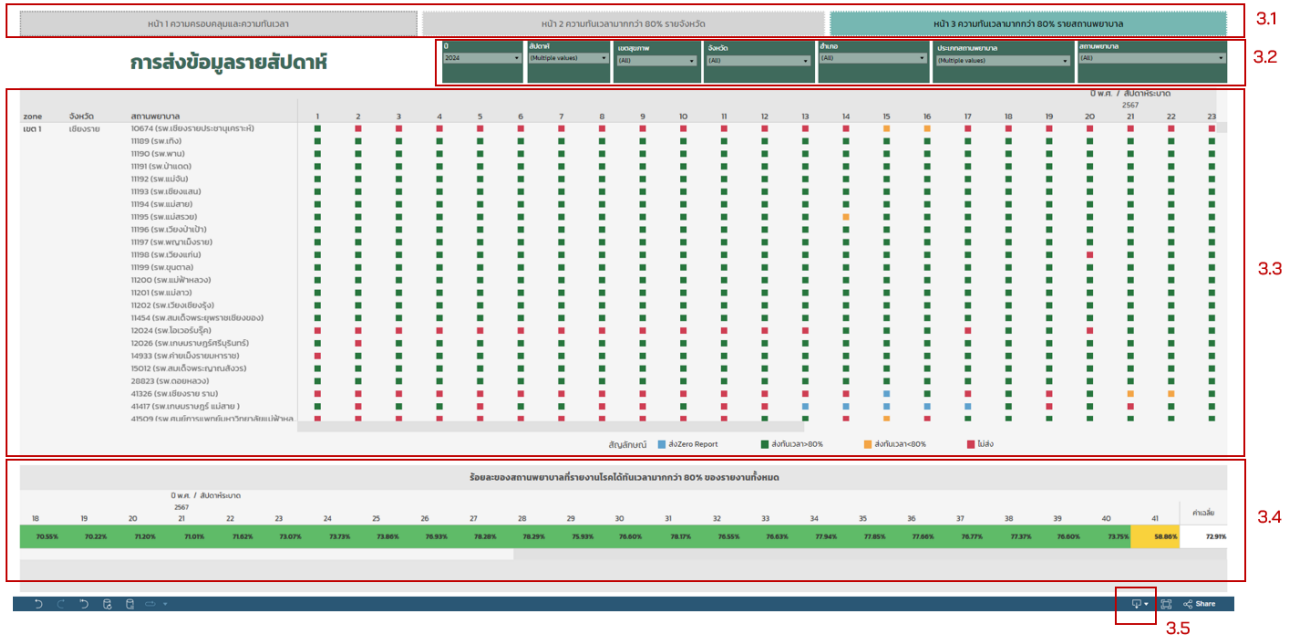 หน้า 1 ความครอบคลุมและความทันเวลา หน้า 2 ความทันเวลามากกว่า 80% รายจังหวัด หน้า 3 ความทันเวลามากกว่า 80% รายสถานพยาบาล 3.1
การส่งข้อมูลรายสัปดาห์
ปี สัปดาห์ เขตสุขภาพ จังหวัด อำเภอ ประเภทสถานพยาบาล สถานพยาบาล 3.2
2024 (Multiple values) (All) (All) (All) (Multiple values) (All)
ปี พ.ศ. / สัปดาห์ระบาด
2567
zone จังหวัด สถานพยาบาล 1 2 3 4 5 6 7 8 9 10 11 12 13 14 15 16 17 18 19 20 21 22 23
เขต 1 เชียงราย 10674 (รพ.เชียงรายประชานุเคราะห์)
11189 (รพ.เทิง)
11190 (รพ.พาน)
11191 (รพ.ป่าแดด)
11192 (รพ.แม่จัน)
11193 (รพ.เชียงแสน)
11194 (รพ.แม่สาย)
11195 (รพ.แม่สรวย)
11196 (รพ.เวียงป่าเป้า)
11197 (รพ.พญาเม็งราย)
11198 (รพ.เวียงแก่น)
11199 (รพ.ขุนตาล)
11200 (รพ.แม่ฟ้าหลวง)
11201 (รพ.แม่ลาว)
11202 (รพ.เวียงเชียงรุ้ง)
11454 (รพ.สมเด็จพระยุพราชเชียงของ)
12024 (รพ.โอเวอร์บรุ๊ค)
12026 (รพ.เกษมราษฎร์ศรีบุรินทร์)
14933 (รพ.ค่ายเม็งรายมหาราช)
15012 (รพ.สมเด็จพระญาณสังวร)
28823 (รพ.ดอยหลวง)
41326 (รพ.เชียงราย ราม)
41417 (รพ.เกษมราษฎร์ แม่สาย )
41509 (รพ.ศูนย์การแพทย์มหาวิทยาลัยแม่ฟ้าหล..
3.3
สัญลักษณ์ ส่งZero Report ส่งทันเวลา>80% ส่งทันเวลา<80% ไม่ส่ง
ร้อยละของสถานพยาบาลที่รายงานโรคได้ทันเวลามากกว่า 80% ของรายงานทั้งหมด
ปี พ.ศ. / สัปดาห์ระบาด
2567
18 19 20 21 22 23 24 25 26 27 28 29 30 31 32 33 34 35 36 37 38 39 40 41 ค่าเฉลี่ย
3.4
70.55% 70.22% 71.20% 71.01% 71.62% 73.07% 73.73% 73.86% 76.93% 78.28% 78.29% 75.93% 76.60% 78.17% 76.55% 76.63% 77.94% 77.85% 77.66% 76.77% 77.37% 76.60% 73.75% 58.86% 72.91%
Share
3.5